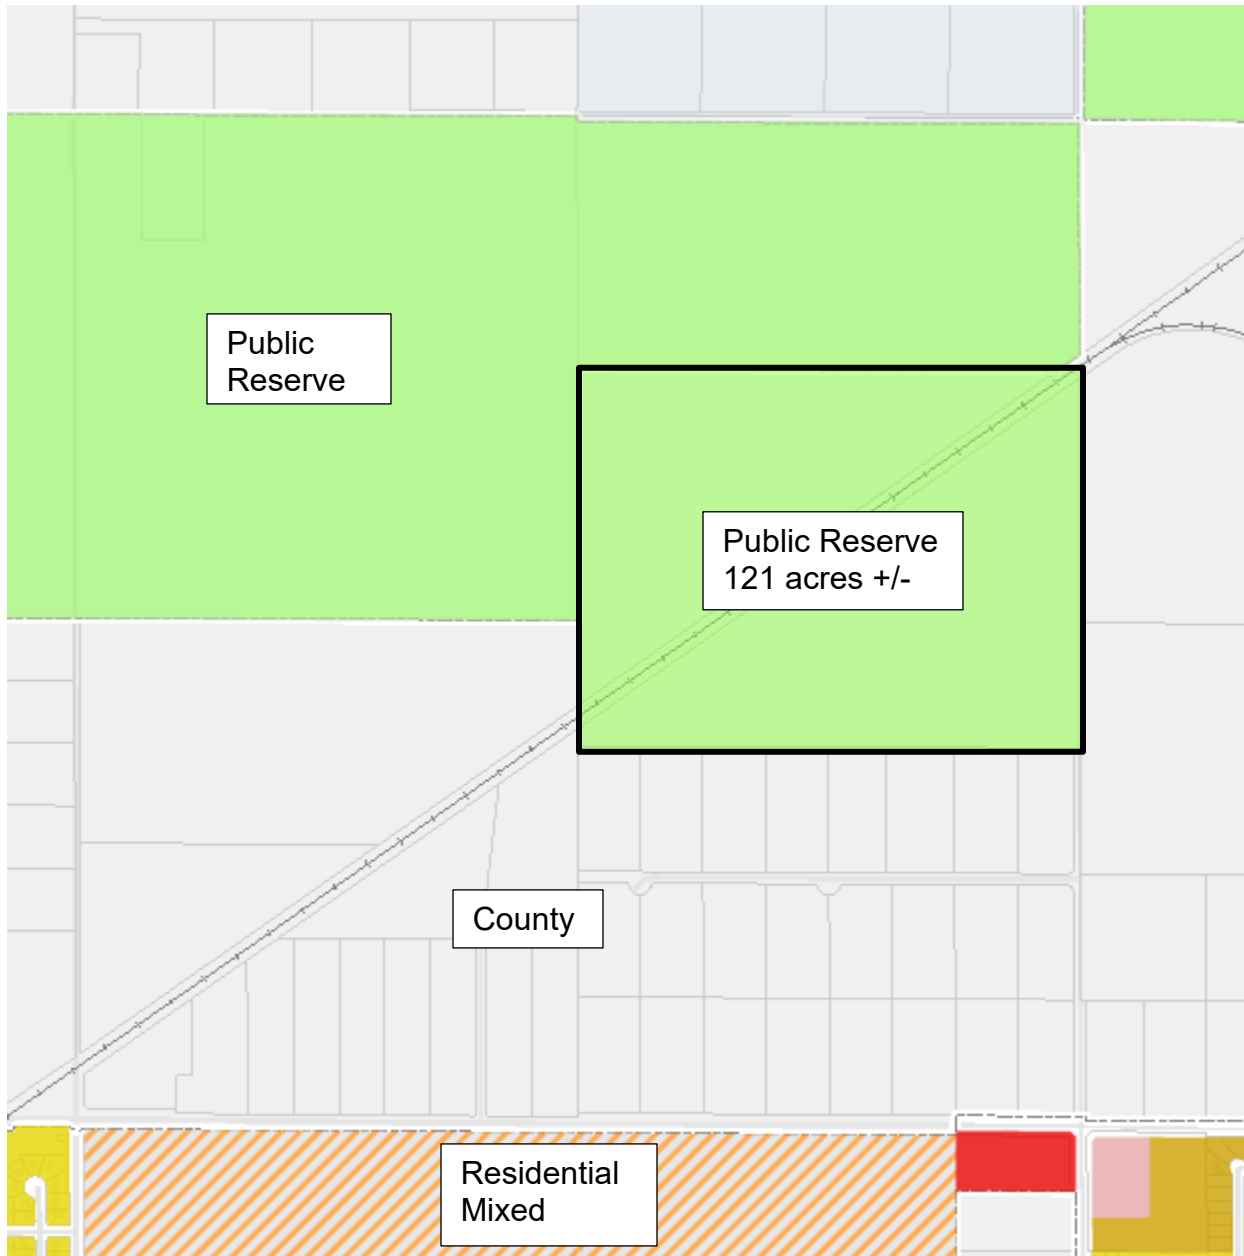 Public
Reserve
Public Reserve
121 acres +/-
County
Residential
Mixed